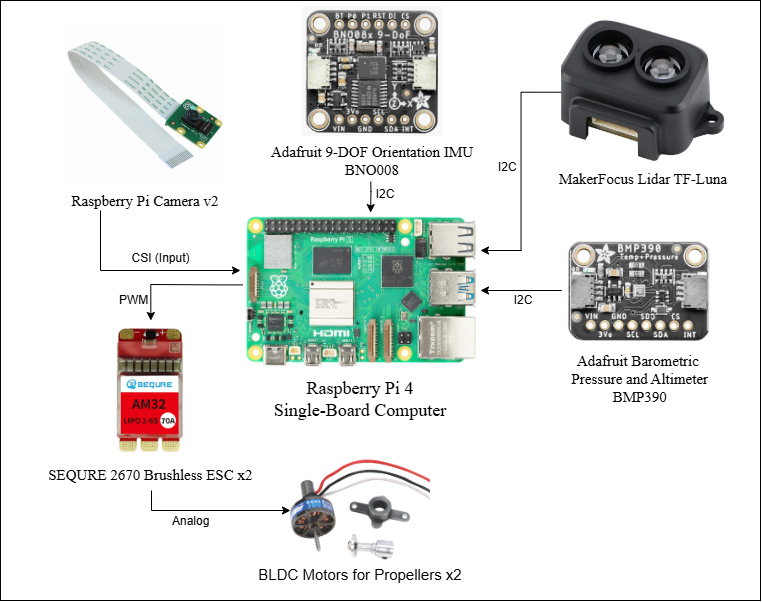 BT P0 P1 RST DI CS
BNO08x 9-DoF
3Vo SCL
VIN GND SDA INT
Adafruit 9-DOF Orientation IMU
BNO008
I2C
I2C
MakerFocus Lidar TF-Luna
Raspberry Pi Camera v2
CSI (Input)
PWM
Raspberry Pi
HDMI
Raspberry Pi 4
Single-Board Computer
I2C
BMP390
Temp+Pressure
VIN GND SDO CS
3Vo SCL SDA INT
Adafruit Barometric
Pressure and Altimeter
BMP390
SEQURE
AM32
LIPO 2-6S 70A
SEQURE 2670 Brushless ESC x2
Analog
BLDC Motors for Propellers x2